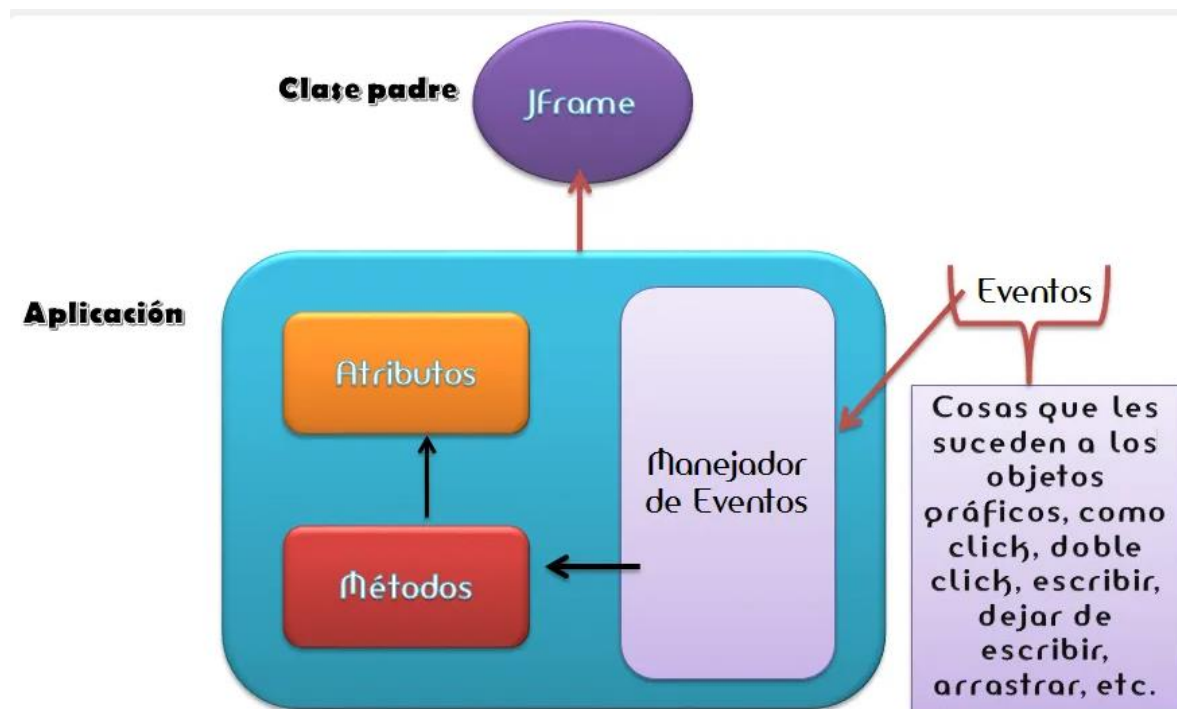 Clase padre
JFrame
Aplicación
Eventos
Atributos
Manejador
de Eventos
Métodos
Cosas que les
suceden a los
objetos
gráficos, como
click, doble
click, escribir,
dejar de
escribir,
arrastrar, etc.